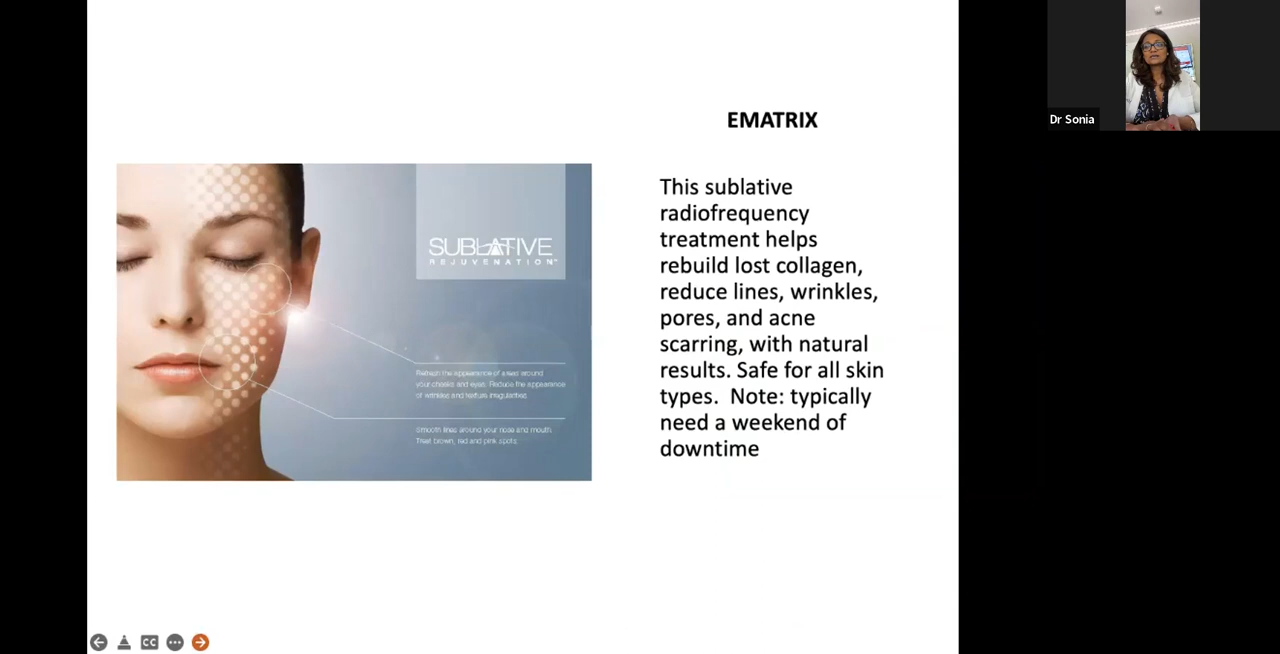 EMATRIX
This sublative
radiofrequency
treatment helps
rebuild lost collagen,
reduce lines, wrinkles,
pores, and acne
scarring, with natural
results. Safe for all skin
types.  Note: typically
need a weekend of
downtime
SUBLATIVE
REJUVENATION
Refresh the appearance of areas around
your cheeks and eyes. Reduce the appearance
of wrinkles and texture irregularities.
Smooth lines around your nose and mouth.
Treat brown, red and pink spots.
CC
Dr Sonia